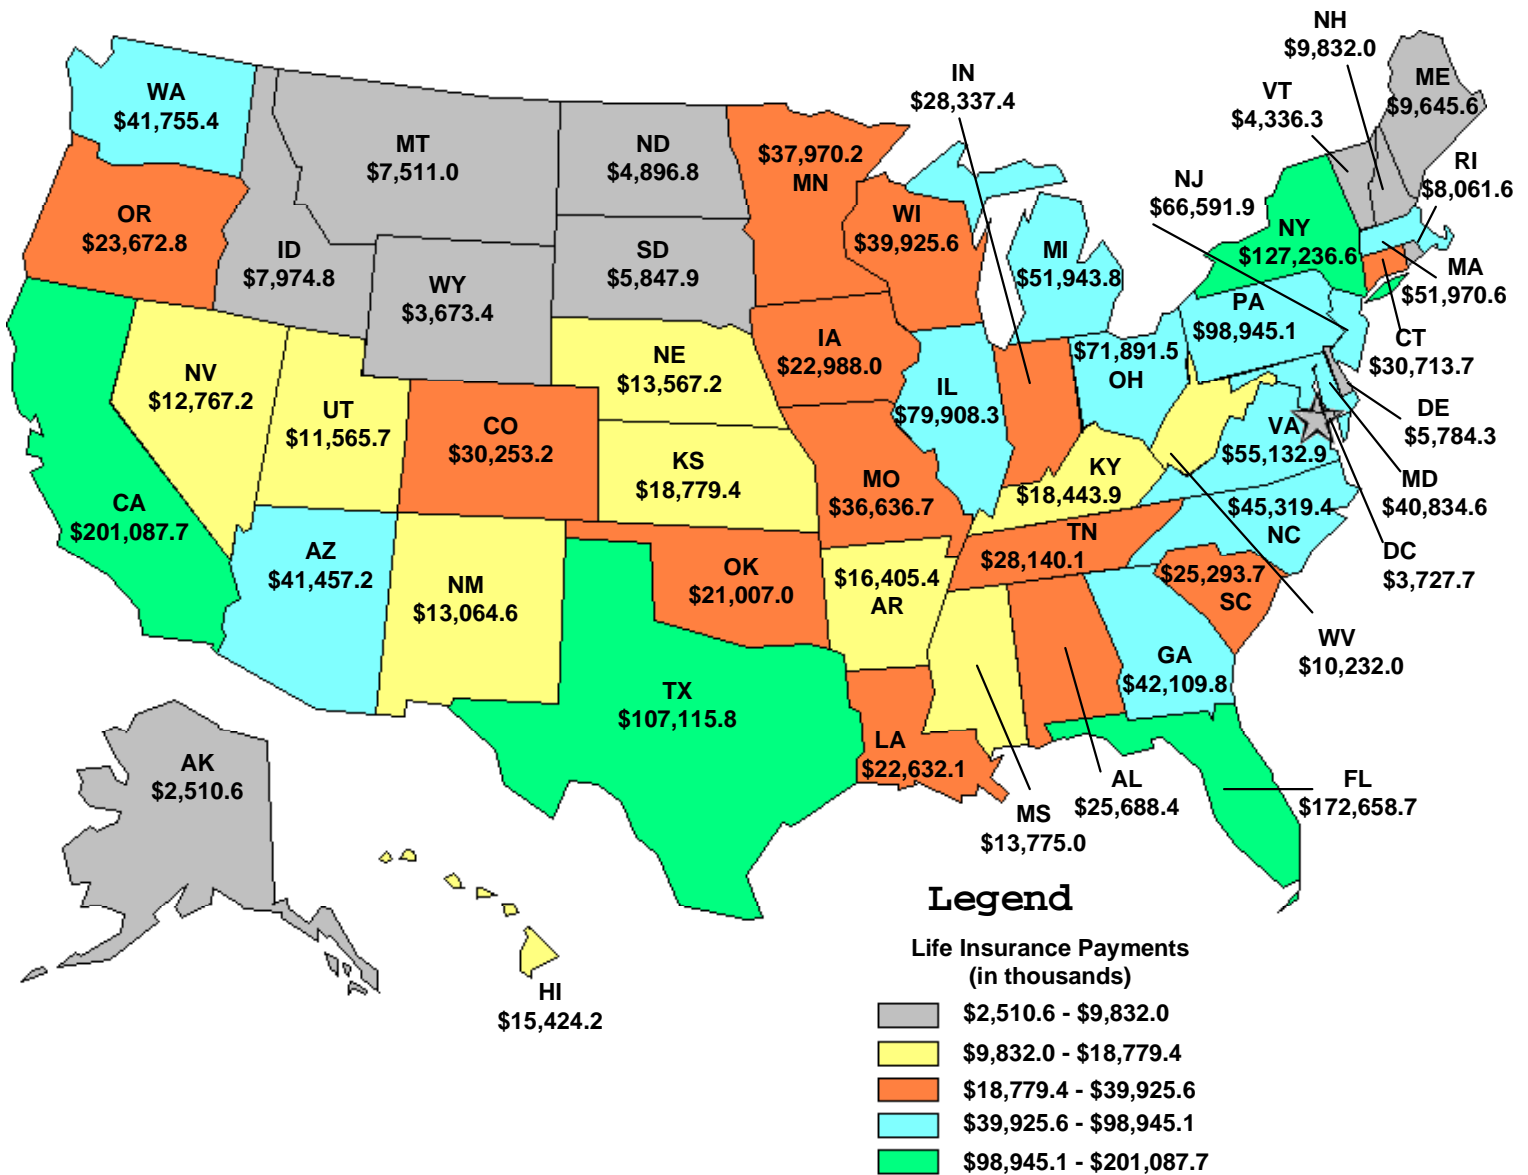 NH
$9,832.0
IN
$28,337.4
ME
$9,645.6
VT
$4,336.3
WA
$41,755.4
MT
$7,511.0
ND
$4,896.8
$37,970.2
MN
RI
$8,061.6
NJ
$66,591.9
OR
$23,672.8
WI
$39,925.6
NY
$127,236.6
ID
$7,974.8
SD
$5,847.9
MI
$51,943.8
MA
$51,970.6
WY
$3,673.4
PA
$98,945.1
CT
$30,713.7
IA
$22,988.0
$71,891.5
OH
NE
$13,567.2
NV
$12,767.2
IL
$79,908.3
UT
$11,565.7
DE
$5,784.3
CO
$30,253.2
VA
$55,132.9
KS
$18,779.4
KY
$18,443.9
MO
$36,636.7
MD
$40,834.6
CA
$201,087.7
$45,319.4
NC
TN
$28,140.1
DC
$3,727.7
AZ
$41,457.2
OK
$21,007.0
$16,405.4
AR
$25,293.7
SC
NM
$13,064.6
WV
$10,232.0
GA
$42,109.8
TX
$107,115.8
LA
$22,632.1
AK
$2,510.6
AL
$25,688.4
FL
$172,658.7
MS
$13,775.0
HI
$15,424.2
Legend
Life Insurance Payments
(in thousands)
$2,510.6 - $9,832.0
$9,832.0 - $18,779.4
$18,779.4 - $39,925.6
$39,925.6 - $98,945.1
$98,945.1 - $201,087.7